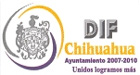 DIF
Chihuahua
Ayuntamiento 2007-2010
Unidos logramos más